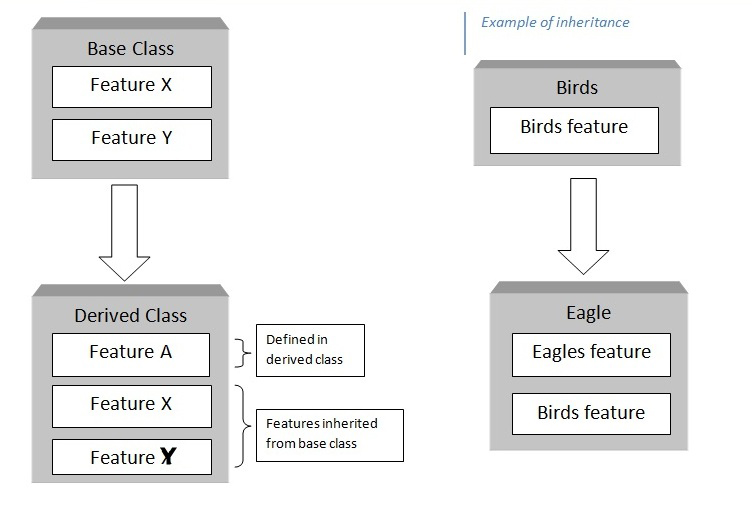 Base Class
Feature X
Feature Y
Derived Class
Feature A
Feature X
Feature Y
Defined in
derived class
Features inherited
from base class
Example of inheritance
Birds
Birds feature
Eagle
Eagles feature
Birds feature